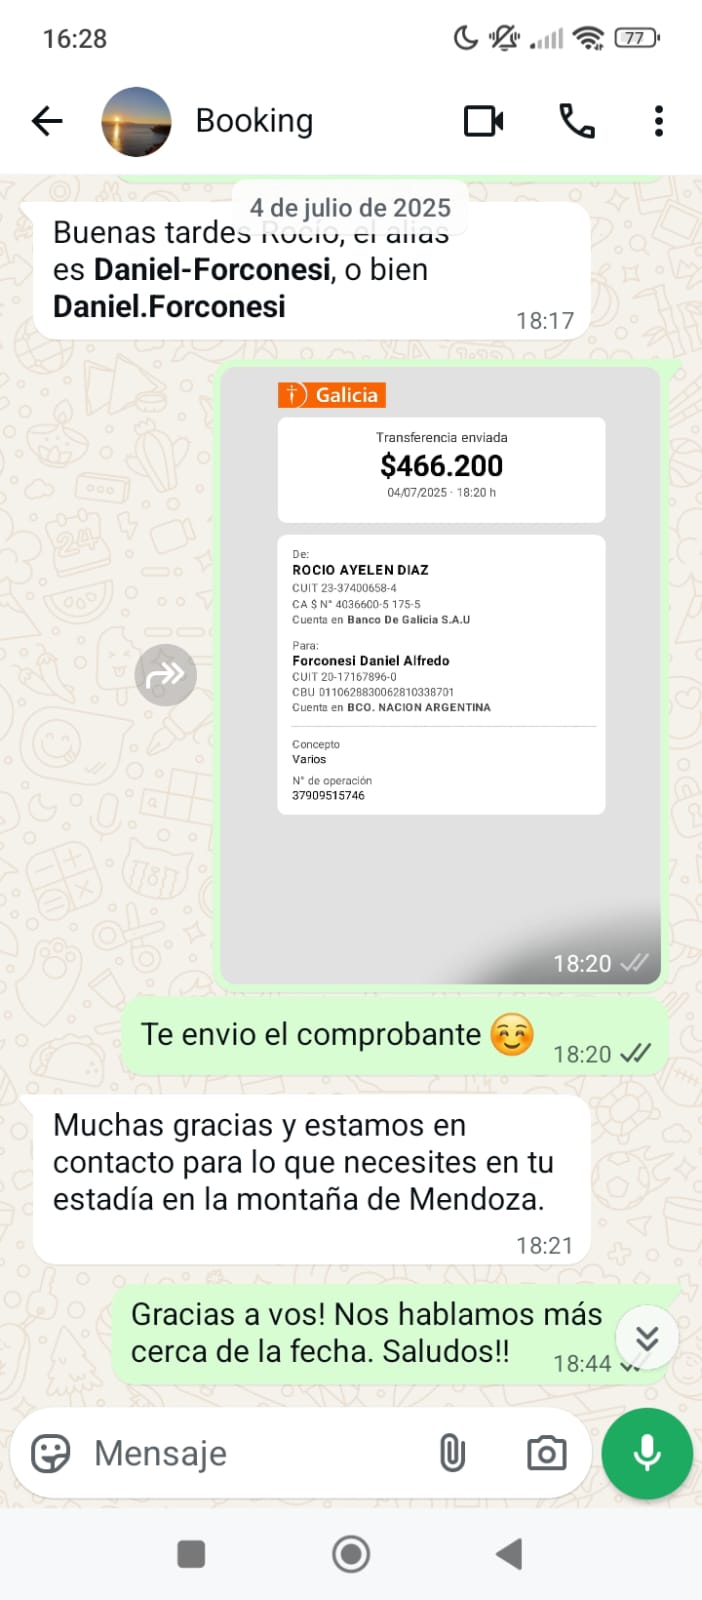 16:28
77
Booking
4 de julio de 2025
Buenas tardes Rocío, el alias
es Daniel-Forconesi, o bien
Daniel.Forconesi
18:17
Galicia
Transferencia enviada
$466.200
04/07/2025 · 18:20 h
De:
ROCIO AYELEN DIAZ
CUIT 23-37400658-4
CA $ N° 4036600-5 175-5
Cuenta en Banco De Galicia S.A.U
Para:
Forconesi Daniel Alfredo
CUIT 20-17167896-0
CBU 0110628830062810338701
Cuenta en BCO. NACION ARGENTINA
Concepto
Varios
N° de operación
37909515746
18:20
Te envio el comprobante 😊
18:20
Muchas gracias y estamos en
contacto para lo que necesites en tu
estadía en la montaña de Mendoza.
18:21
Gracias a vos! Nos hablamos más
cerca de la fecha. Saludos!!
18:44
Mensaje